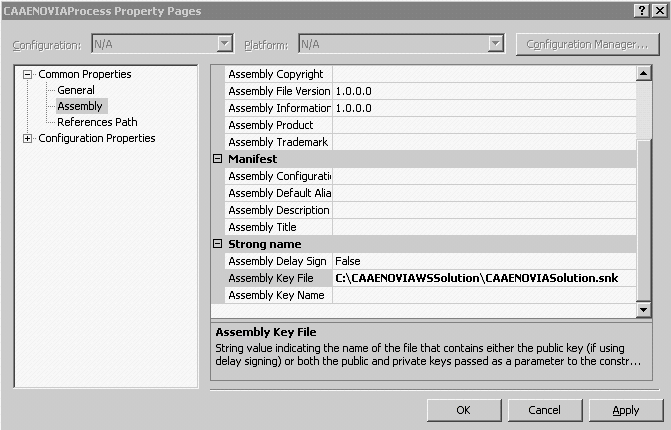 CAAENOVIAProcess Property Pages
Configuration: N/A Platform: N/A Configuration Manager...
Common Properties
General
Assembly
References Path
Configuration Properties
Assembly Copyright
Assembly File Version 1.0.0.0
Assembly Information 1.0.0.0
Assembly Product
Assembly Trademark
Manifest
Assembly Configurati
Assembly Default Alia
Assembly Description
Assembly Title
Strong name
Assembly Delay Sign False
Assembly Key File C:\CAAENOVIAWSSolution\CAAENOVIASolution.snk
Assembly Key Name
Assembly Key File
String value indicating the name of the file that contains either the public key (if using
delay signing) or both the public and private keys passed as a parameter to the constr...
OK Cancel Apply